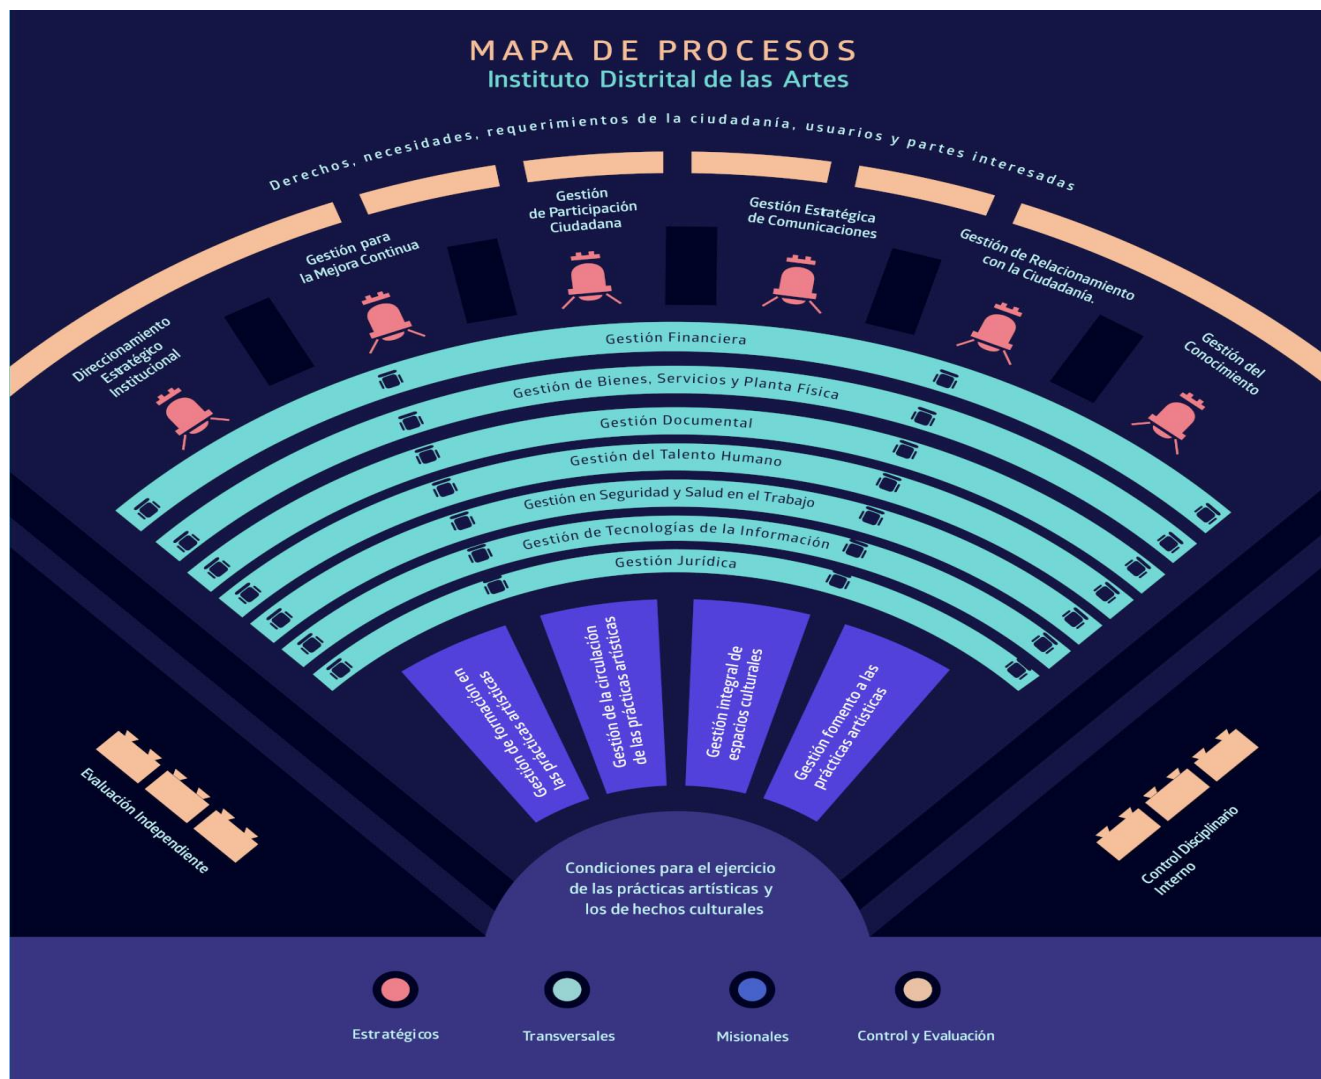 MAPA DE PROCESOS
Instituto Distrital de las Artes
Derechos, necesidades, requerimientos de la ciudadanía, usuarios y partes interesadas
Direccionamiento
Estratégico
Institucional
Gestión para
la Mejora Continua
Gestión
de Participación
Ciudadana
Gestión Estratégica
de Comunicaciones
Gestión de Relacionamiento
con la Ciudadanía.
Gestión del
Conocimiento
Gestión Financiera
Gestión de Bienes, Servicios y Planta Física
Gestión Documental
Gestión del Talento Humano
Gestión en Seguridad y Salud en el Trabajo
Gestión de Tecnologías de la Información
Gestión Jurídica
Gestión de formación en
las prácticas artísticas
Gestión de la circulación
de las prácticas artísticas
Gestión integral de
espacios culturales
Gestión fomento a las
prácticas artísticas
Evaluación Independiente
Control Disciplinario
Interno
Condiciones para el ejercicio
de las prácticas artísticas y
los de hechos culturales
Estratégicos
Transversales
Misionales
Control y Evaluación